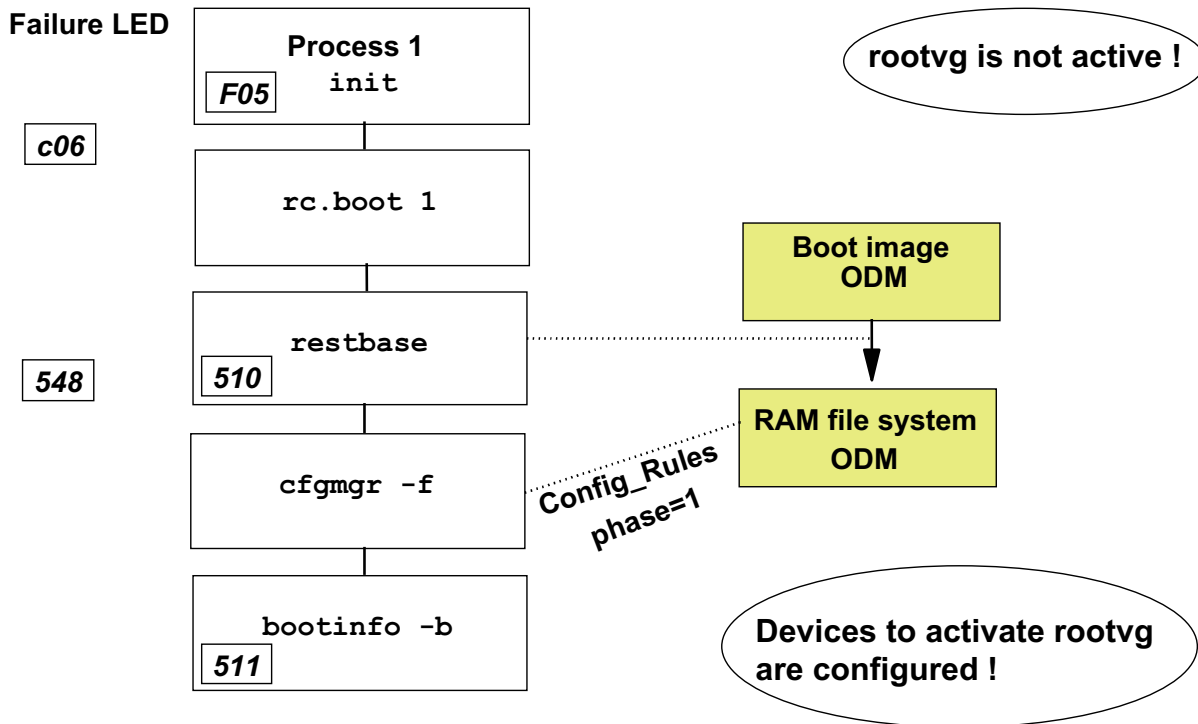 Failure LED
Process 1
init
F05
rootvg is not active !
c06
rc.boot 1
Boot image
ODM
restbase
510
548
RAM file system
ODM
cfgmgr -f
Config_Rules
phase=1
bootinfo -b
511
Devices to activate rootvg
are configured !